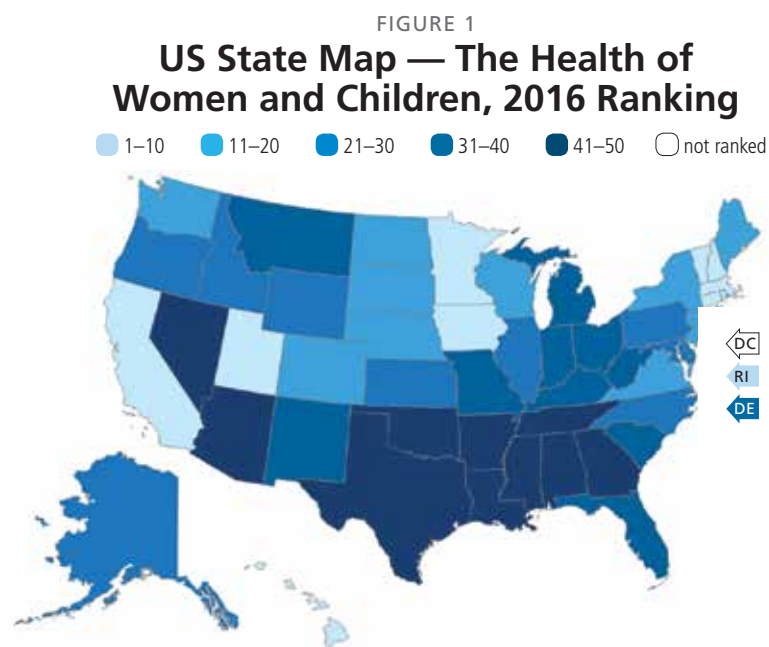 FIGURE 1
US State Map — The Health of
Women and Children, 2016 Ranking
1–10 11–20 21–30 31–40 41–50 not ranked
DC
RI
DE